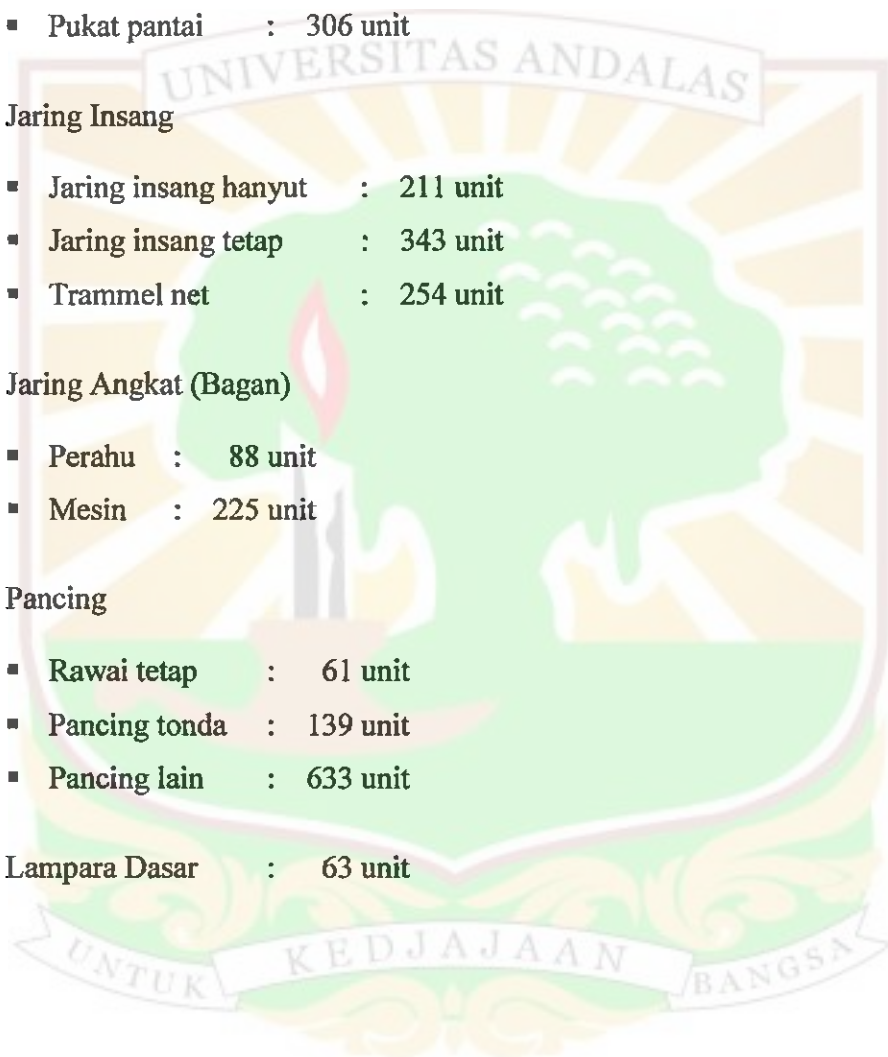 ▪ Pukat pantai : 306 unit
UNIVERSITAS ANDALAS
Jaring Insang
▪ Jaring insang hanyut : 211 unit
▪ Jaring insang tetap : 343 unit
▪ Trammel net : 254 unit
Jaring Angkat (Bagan)
▪ Perahu : 88 unit
▪ Mesin : 225 unit
Pancing
▪ Rawai tetap : 61 unit
▪ Pancing tonda : 139 unit
▪ Pancing lain : 633 unit
Lampara Dasar : 63 unit
UNTUK KEDJAJAAN BANGSA